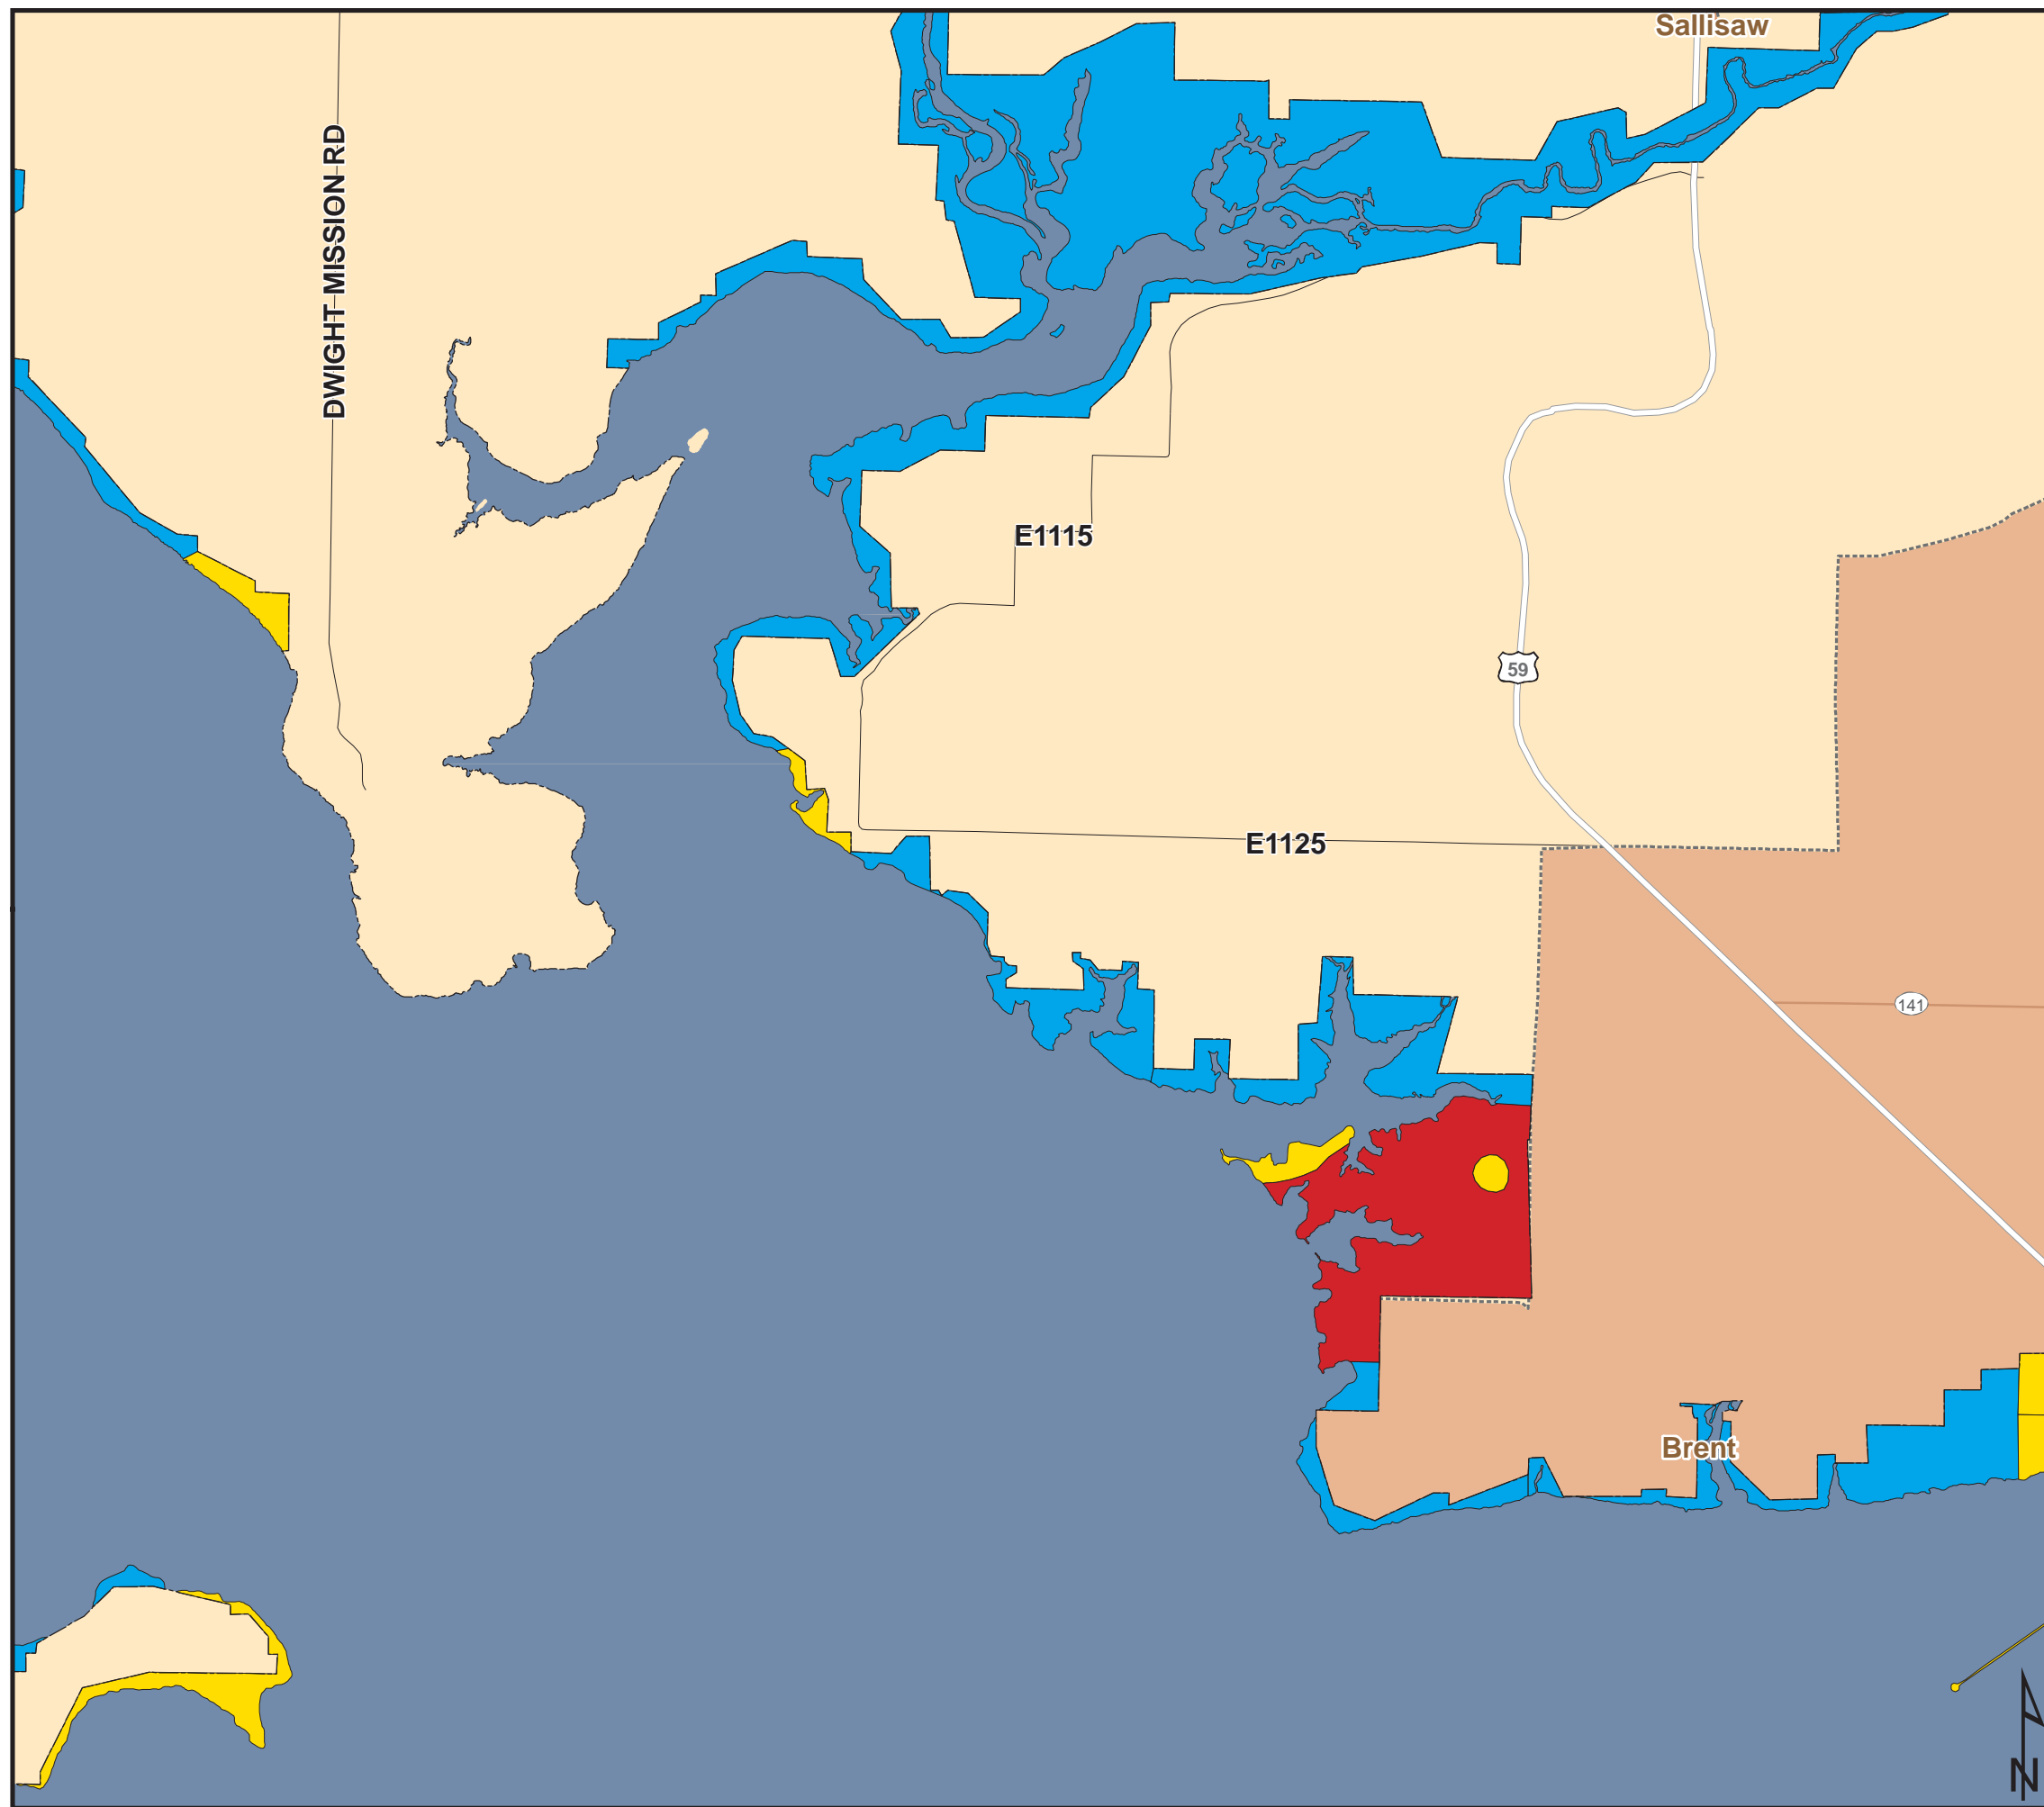 Sallisaw
DWIGHT MISSION RD
E1115
59
E1125
141
Brent
N